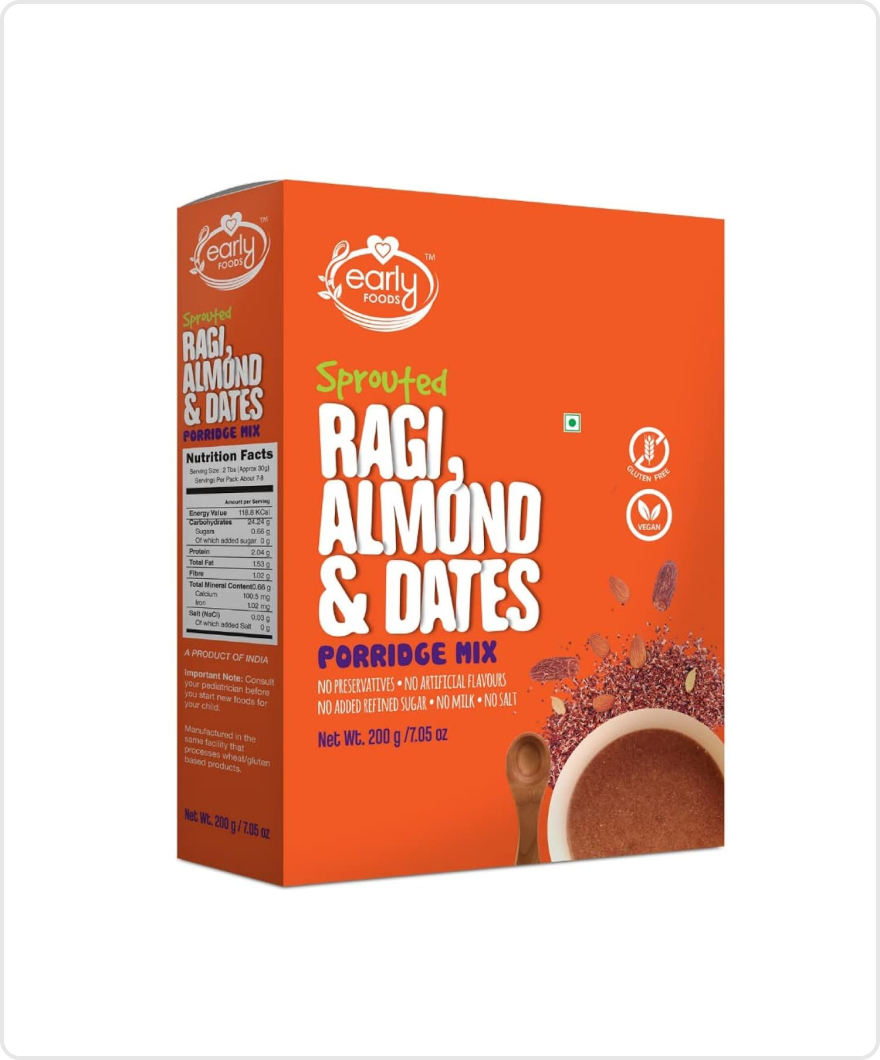 early
FOODS
TM
Sprouted
RAGI,
ALMOND
& DATES
PORRIDGE MIX
Nutrition Facts
Serving Size: 2 Tbs (Approx 30g)
Servings Per Pack: About 7-8
Amount per Serving
Energy Value 118.8 KCal
Carbohydrates 24.24 g
Sugars 0.66 g
Of which added sugar 0 g
Protein 2.04 g
Total Fat 1.53 g
Fibre 1.02 g
Total Mineral Content 0.66 g
Calcium 100.5 mg
Iron 1.02 mg
Salt (NaCl) 0.03 g
Of which added Salt 0 g
A PRODUCT OF INDIA
Important Note: Consult
your pediatrician before
you start new foods for
your child.
Manufactured in the
same facility that
processes wheat/gluten
based products.
Net Wt. 200 g / 7.05 oz
early
FOODS
TM
Sprouted
RAGI,
ALMOND
& DATES
PORRIDGE MIX
NO PRESERVATIVES • NO ARTIFICIAL FLAVOURS
NO ADDED REFINED SUGAR • NO MILK • NO SALT
Net Wt. 200 g /7.05 oz
GLUTEN FREE
VEGAN